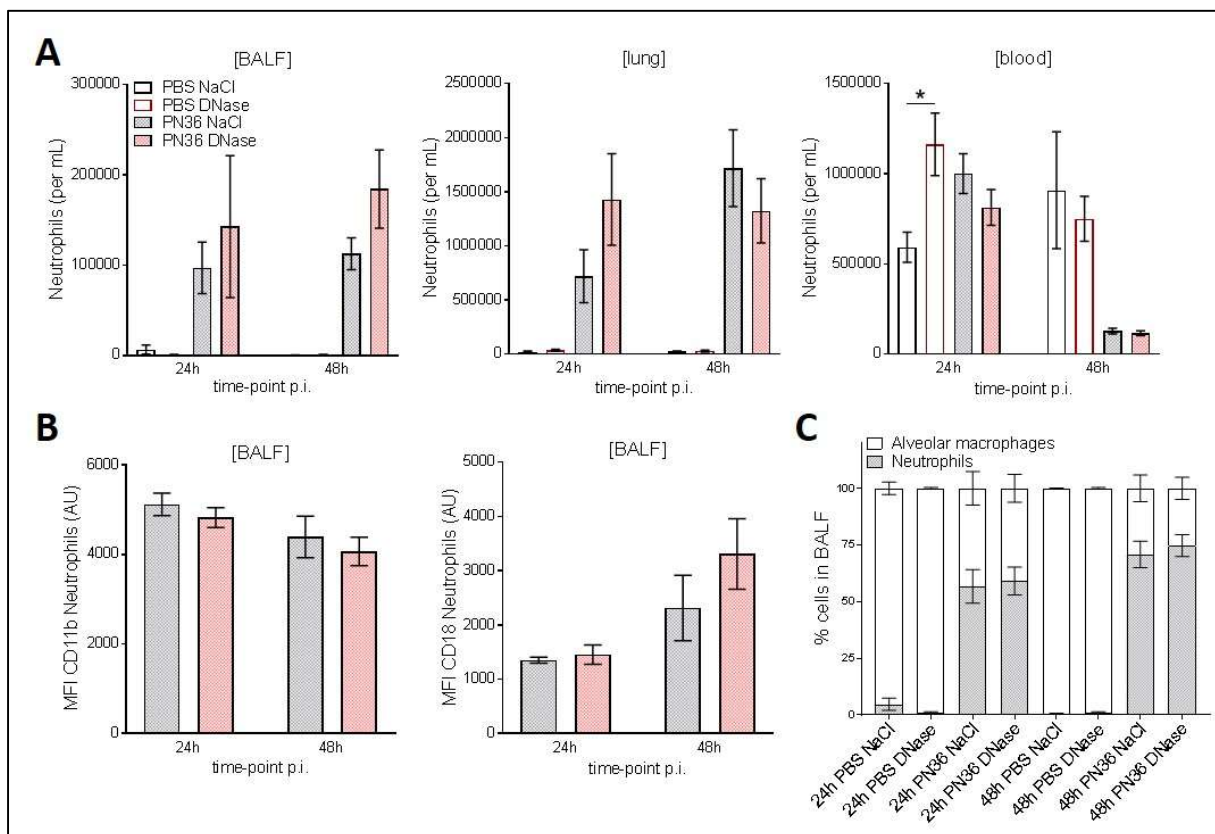 A
[BALF]
300000
200000
100000
0
Neutrophils (per mL)
PBS NaCl
PBS DNase
PN36 NaCl
PN36 DNase
24h
48h
time-point p.i.
[lung]
2500000
2000000
1500000
1000000
500000
0
Neutrophils (per mL)
24h
48h
time-point p.i.
[blood]
1500000
1000000
500000
0
Neutrophils (per mL)
*
24h
48h
time-point p.i.
B
[BALF]
6000
4000
2000
0
MFI CD11b Neutrophils (AU)
24h
48h
time-point p.i.
[BALF]
5000
4000
3000
2000
1000
0
MFI CD18 Neutrophils (AU)
24h
48h
time-point p.i.
C
Alveolar macrophages
Neutrophils
100
75
50
25
0
% cells in BALF
24h PBS NaCl
24h PBS DNase
24h PN36 NaCl
24h PN36 DNase
48h PBS NaCl
48h PBS DNase
48h PN36 NaCl
48h PN36 DNase